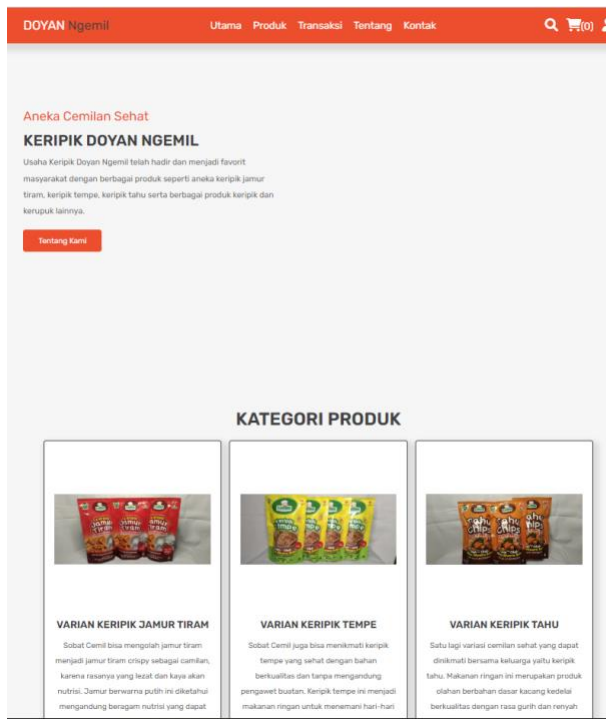 DOYAN Ngemil
Utama Produk Transaksi Tentang Kontak
(0)
Aneka Cemilan Sehat
KERIPIK DOYAN NGEMIL
Usaha Keripik Doyan Ngemil telah hadir dan menjadi favorit
masyarakat dengan berbagai produk seperti aneka keripik jamur
tiram, keripik tempe, keripik tahu serta berbagai produk keripik dan
kerupuk lainnya.
Tentang Kami
KATEGORI PRODUK
VARIAN KERIPIK JAMUR TIRAM
Sobat Cemil bisa mengolah jamur tiram
menjadi jamur tiram crispy sebagai camilan,
karena rasanya yang lezat dan kaya akan
nutrisi. Jamur berwarna putih ini diketahui
mengandung beragam nutrisi yang dapat
VARIAN KERIPIK TEMPE
Sobat Cemil juga bisa menikmati keripik
tempe yang sehat dengan bahan
berkualitas dan tanpa mengandung
pengawet buatan. Keripik tempe ini menjadi
makanan ringan untuk menemani hari-hari
VARIAN KERIPIK TAHU
Satu lagi variasi cemilan sehat yang dapat
dinikmati bersama keluarga yaitu keripik
tahu. Makanan ringan ini merupakan produk
olahan berbahan dasar kacang kedelai
berkualitas dengan rasa gurih dan renyah